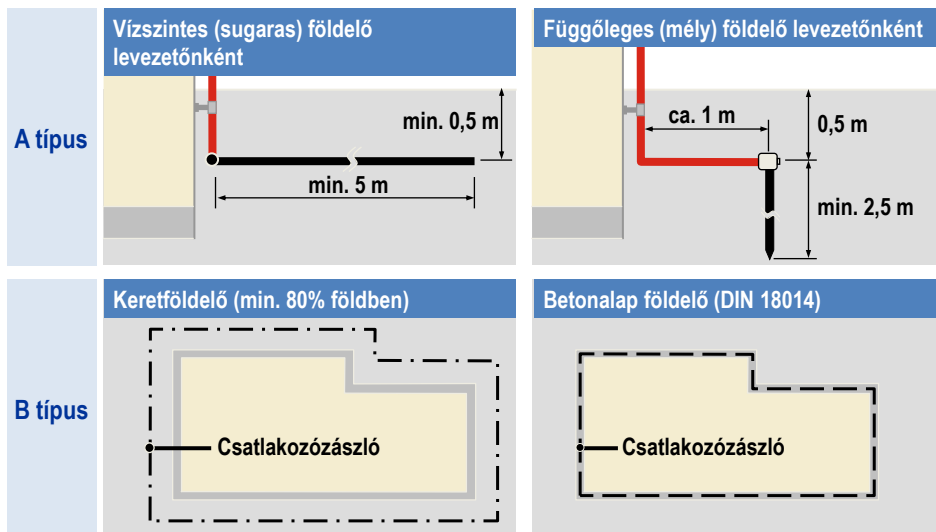 Vízszintes (sugaras) földelő
levezetőnként
Függőleges (mély) földelő levezetőnként
A típus
min. 0,5 m
min. 5 m
ca. 1 m
0,5 m
min. 2,5 m
Keretföldelő (min. 80% földben)
Betonalap földelő (DIN 18014)
B típus
Csatlakozózászló
Csatlakozózászló